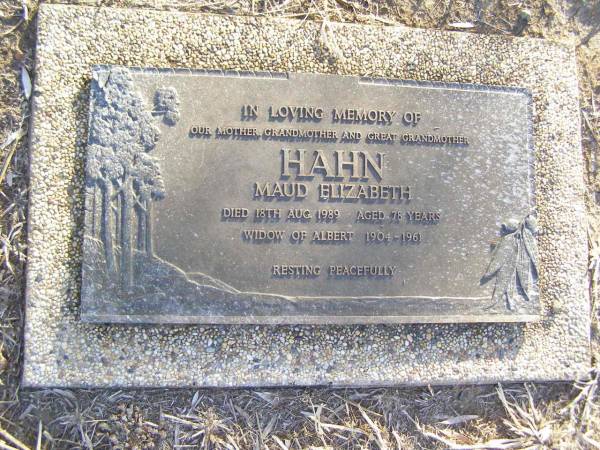 IN LOVING MEMORY OF
OUR MOTHER, GRANDMOTHER AND GREAT GRANDMOTHER
HAHN
MAUD ELIZABETH
DIED 18TH AUG. 1989 AGED 78 YEARS
WIDOW OF ALBERT 1904-1961
RESTING PEACEFULLY